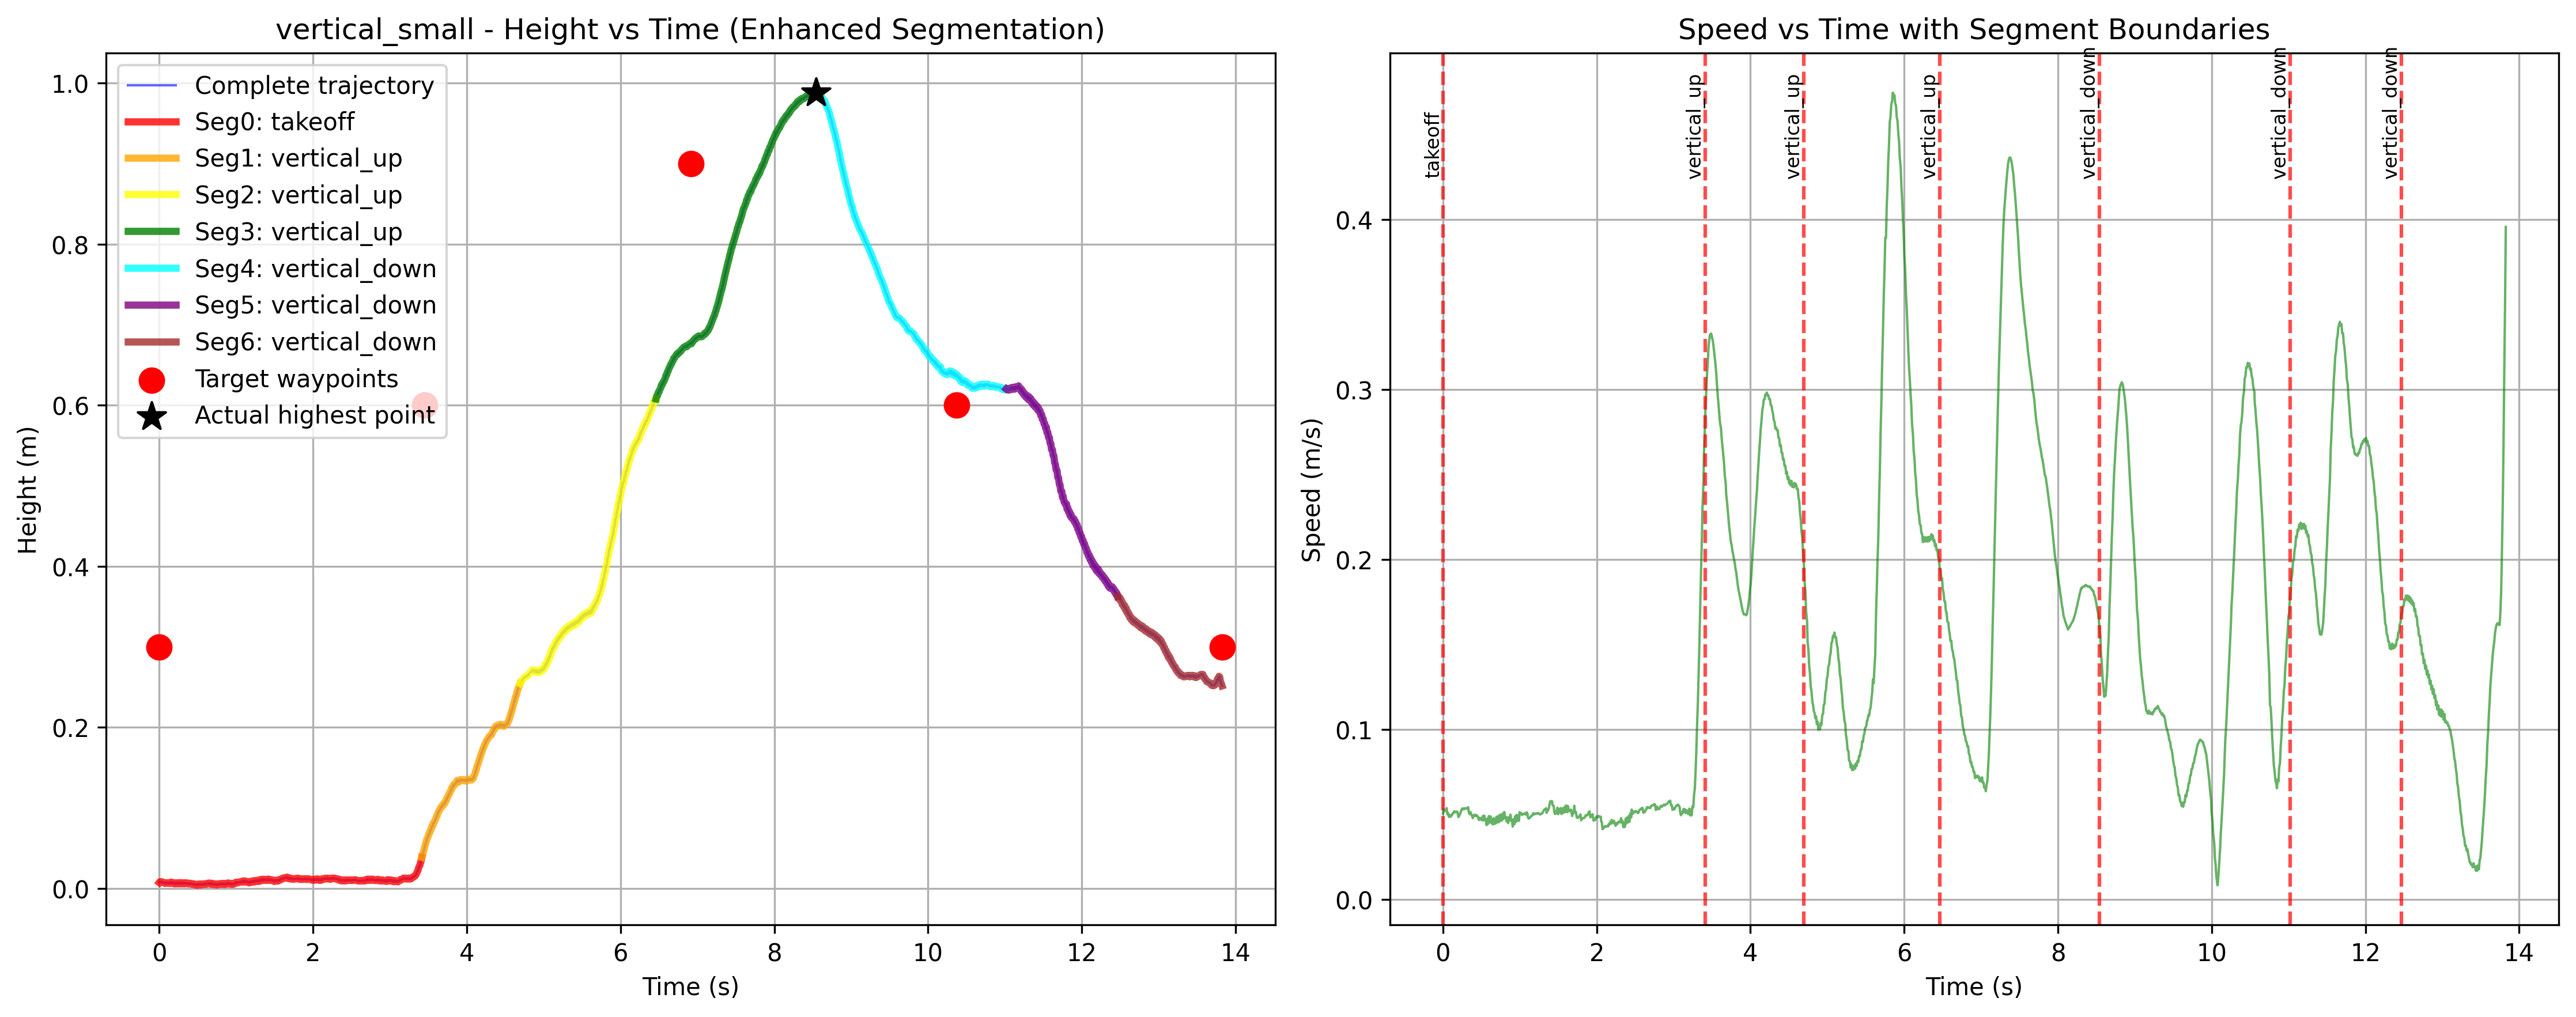 vertical_small - Height vs Time (Enhanced Segmentation)
Height (m)
1.0
0.8
0.6
0.4
0.2
0.0
Complete trajectory
Seg0: takeoff
Seg1: vertical_up
Seg2: vertical_up
Seg3: vertical_up
Seg4: vertical_down
Seg5: vertical_down
Seg6: vertical_down
Target waypoints
Actual highest point
0 2 4 6 8 10 12 14
Time (s)
Speed vs Time with Segment Boundaries
Speed (m/s)
0.4
0.3
0.2
0.1
0.0
takeoff
vertical_up
vertical_up
vertical_up
vertical_down
vertical_down
vertical_down
0 2 4 6 8 10 12 14
Time (s)